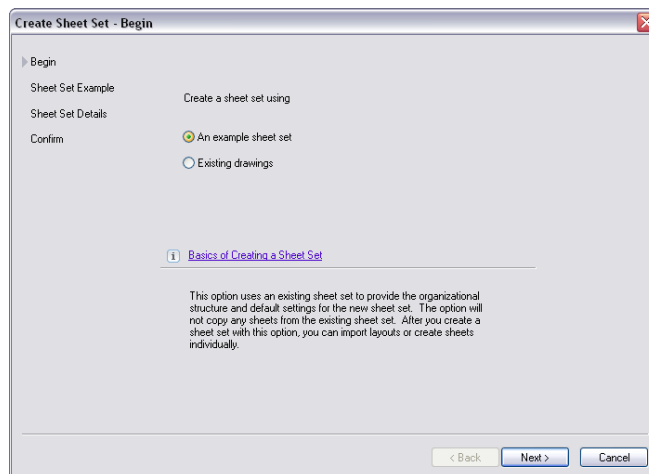 Create Sheet Set - Begin
Begin
Sheet Set Example
Sheet Set Details
Confirm
Create a sheet set using
An example sheet set
Existing drawings
Basics of Creating a Sheet Set
This option uses an existing sheet set to provide the organizational
structure and default settings for the new sheet set. The option will
not copy any sheets from the existing sheet set. After you create a
sheet set with this option, you can import layouts or create sheets
individually.
< Back
Next >
Cancel